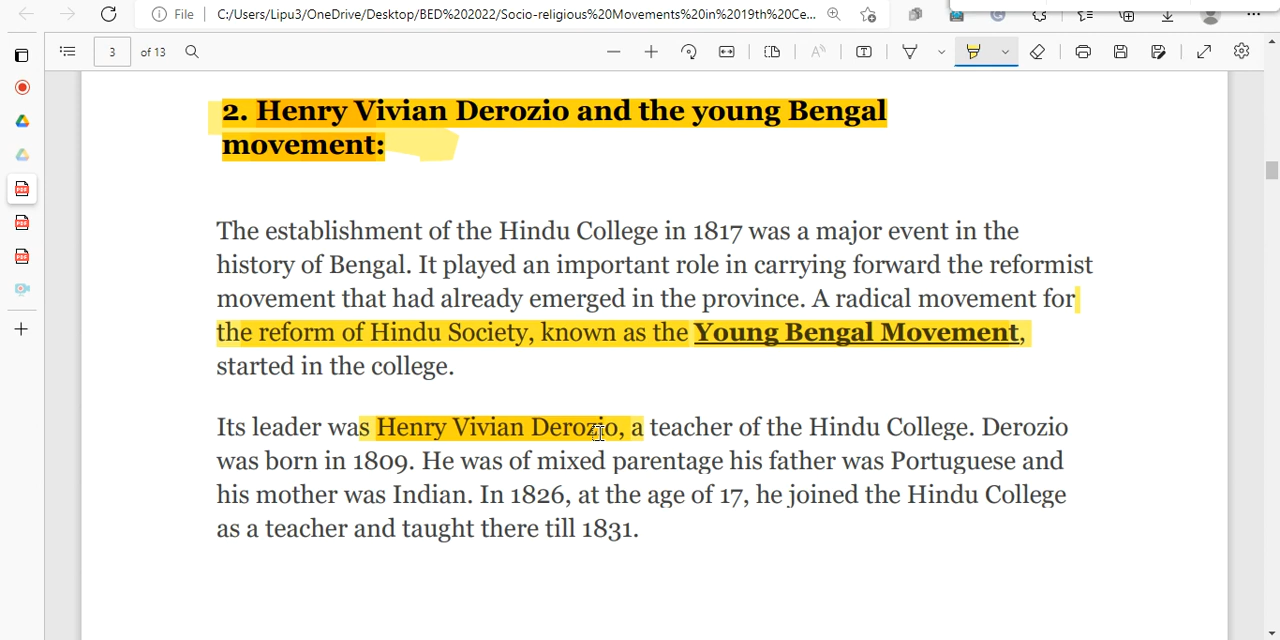 File
C:/Users/Lipu3/OneDrive/Desktop/BED%202022/Socio-religious%20Movements%20in%2019th%20Ce...
3
of 13
2. Henry Vivian Derozio and the young Bengal
movement:
The establishment of the Hindu College in 1817 was a major event in the
history of Bengal. It played an important role in carrying forward the reformist
movement that had already emerged in the province. A radical movement for
the reform of Hindu Society, known as the Young Bengal Movement,
started in the college.
Its leader was Henry Vivian Derozio, a teacher of the Hindu College. Derozio
was born in 1809. He was of mixed parentage his father was Portuguese and
his mother was Indian. In 1826, at the age of 17, he joined the Hindu College
as a teacher and taught there till 1831.